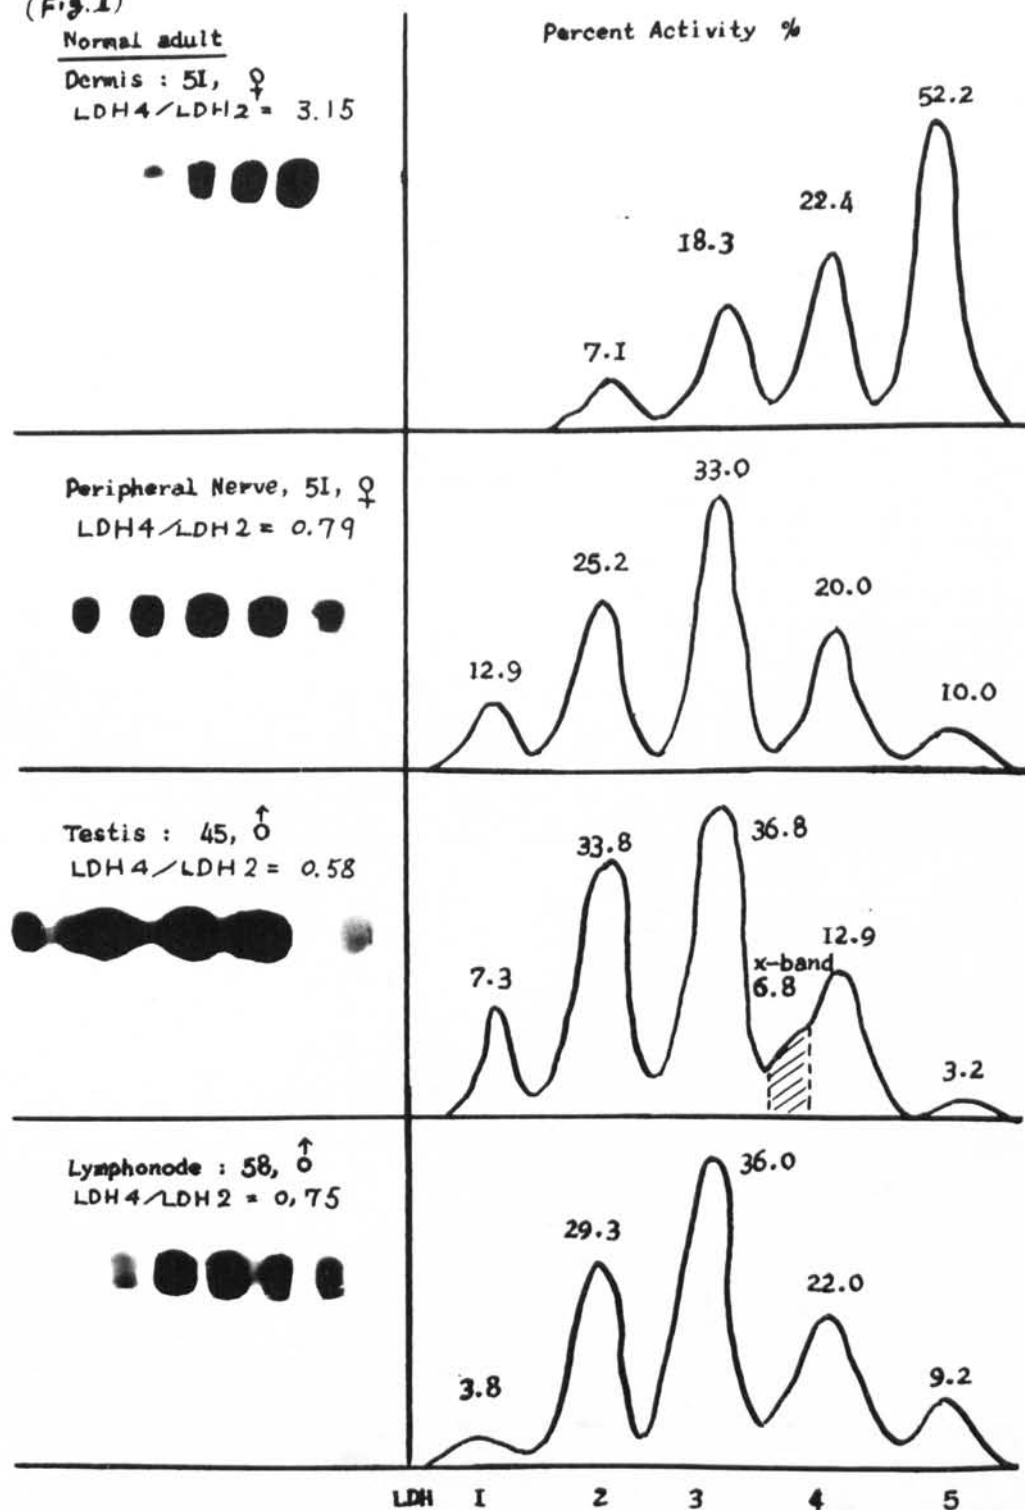 (Fig.1)
Normal adult
Dermis : 51, ♀
LDH4/LDH2 = 3.15
Percent Activity %
7.1
18.3
22.4
52.2
Peripheral Nerve, 51, ♀
LDH4/LDH2 = 0.79
12.9
25.2
33.0
20.0
10.0
Testis : 45, ♂
LDH4/LDH2 = 0.58
7.3
33.8
36.8
x-band
6.8
12.9
3.2
Lymphonode : 58, ♂
LDH4/LDH2 = 0,75
3.8
29.3
36.0
22.0
9.2
LDH 1 2 3 4 5